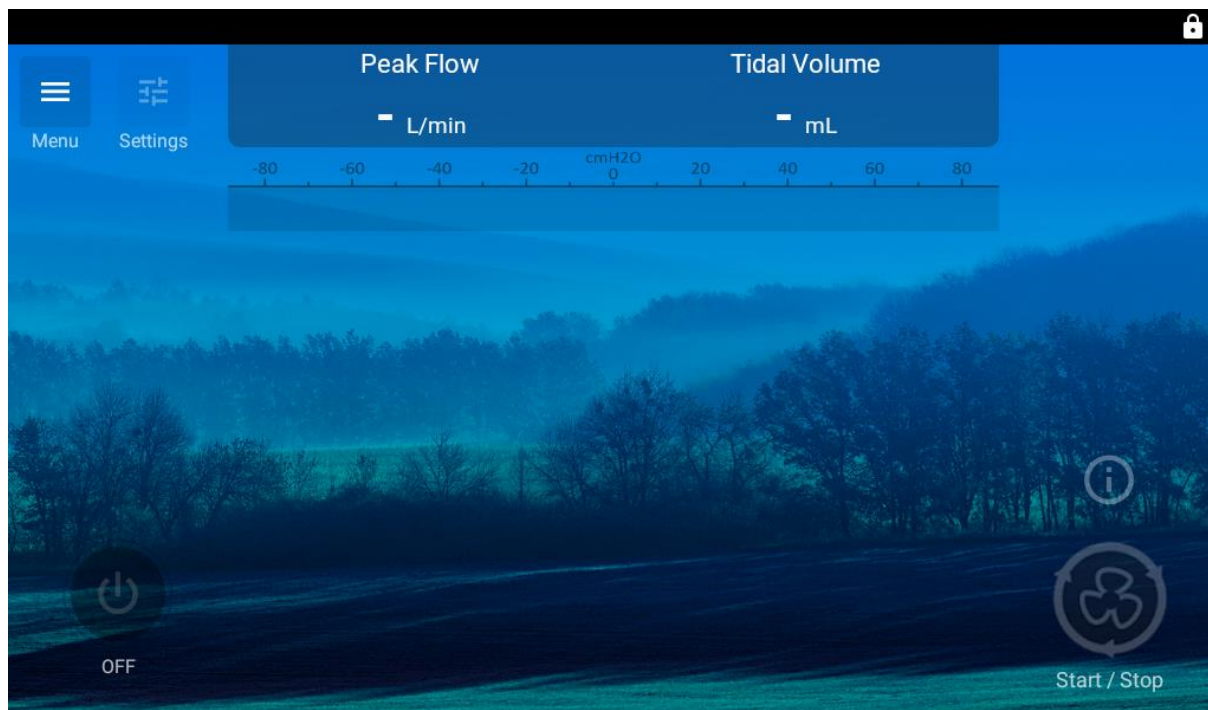 Peak Flow
Tidal Volume
- L/min
- mL
Menu
Settings
cmH2O
-80 -60 -40 -20 0 20 40 60 80
OFF
Start / Stop